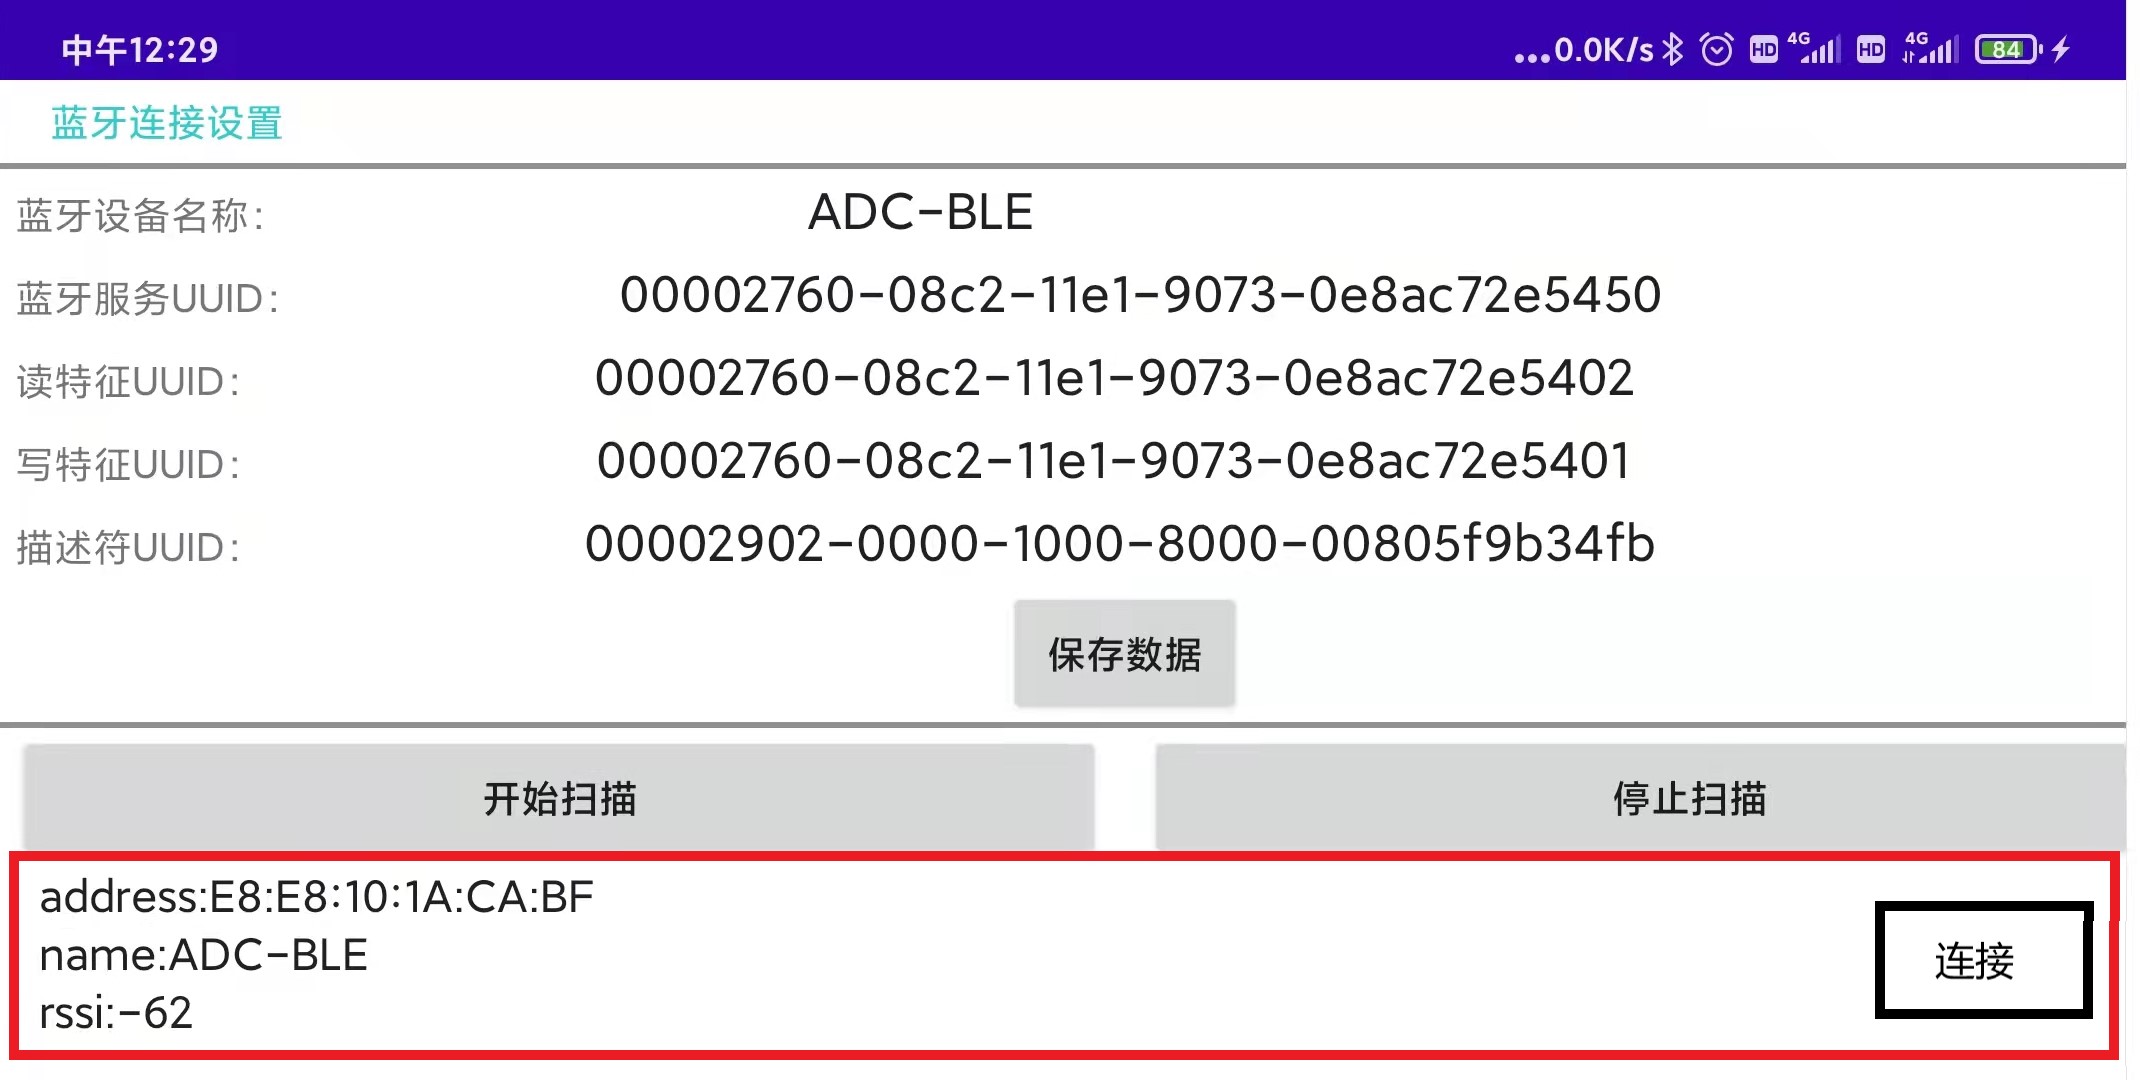 中午12:29
...0.0K/s HD 4G HD 4G 84
蓝牙连接设置
蓝牙设备名称: ADC-BLE
蓝牙服务UUID: 00002760-08c2-11e1-9073-0e8ac72e5450
读特征UUID: 00002760-08c2-11e1-9073-0e8ac72e5402
写特征UUID: 00002760-08c2-11e1-9073-0e8ac72e5401
描述符UUID: 00002902-0000-1000-8000-00805f9b34fb
保存数据
开始扫描
停止扫描
address:E8:E8:10:1A:CA:BF
name:ADC-BLE
rssi:-62
连接